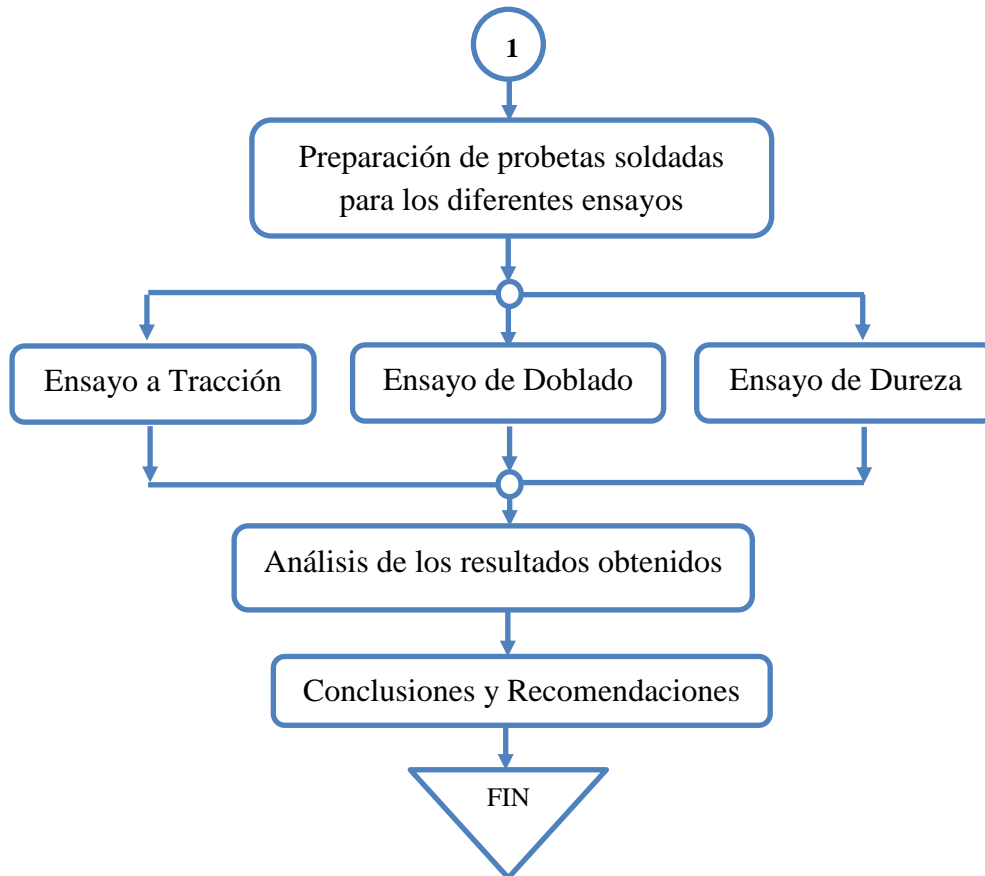 1
Preparación de probetas soldadas
para los diferentes ensayos
Ensayo a Tracción
Ensayo de Doblado
Ensayo de Dureza
Análisis de los resultados obtenidos
Conclusiones y Recomendaciones
FIN